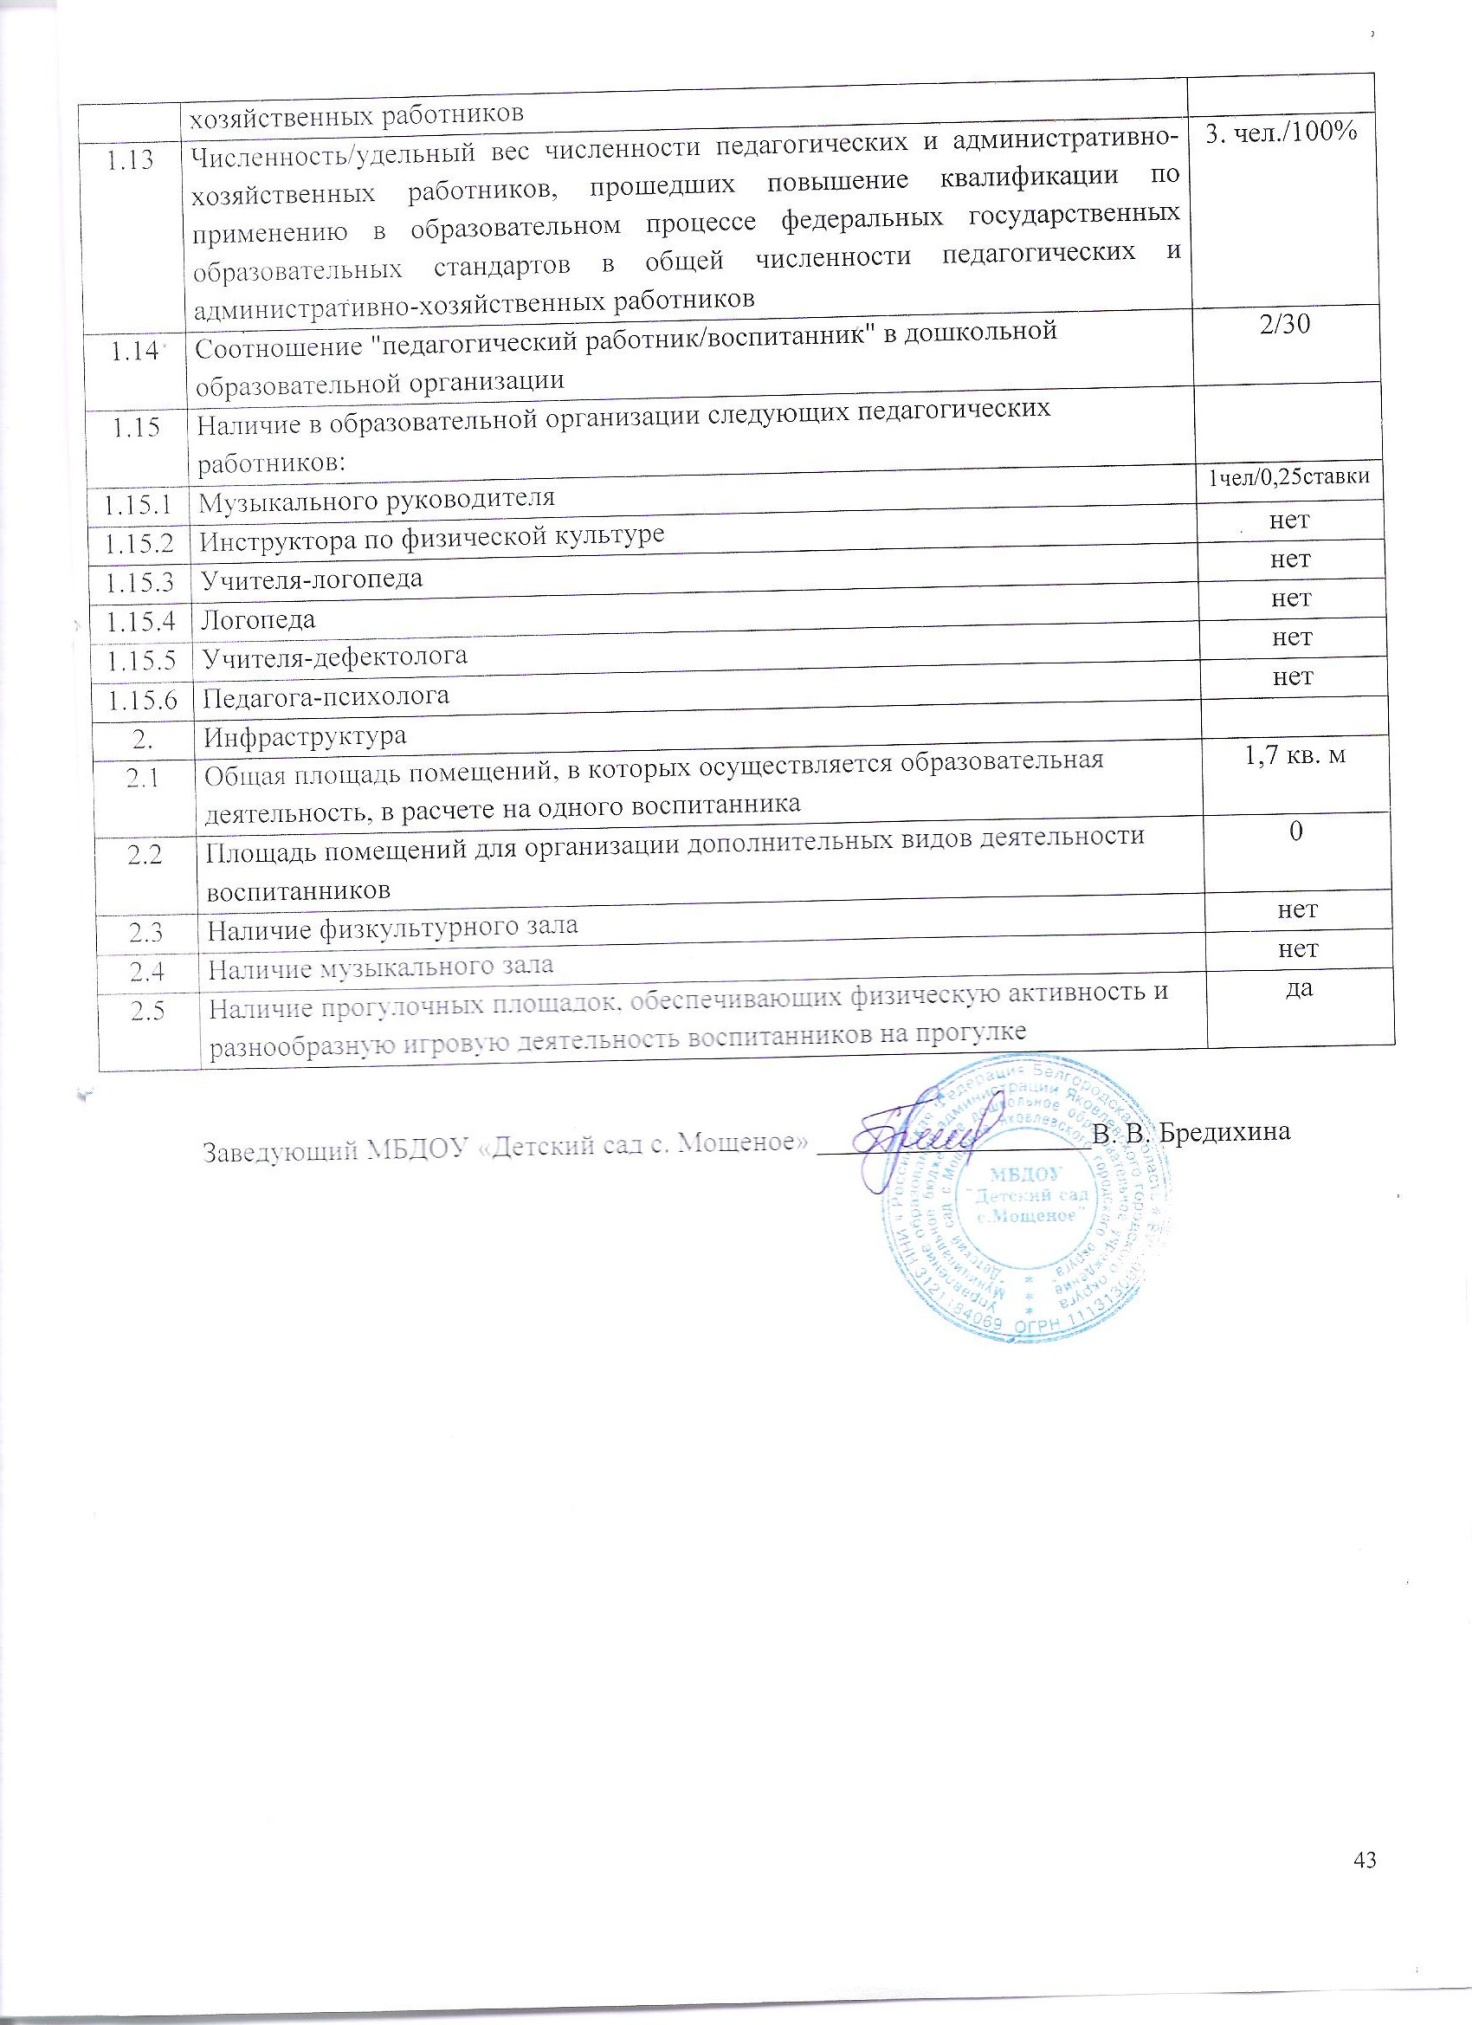 хозяйственных работников
1.13 Численность/удельный вес численности педагогических и административно- 3. чел./100%
хозяйственных работников, прошедших повышение квалификации по
применению в образовательном процессе федеральных государственных
образовательных стандартов в общей численности педагогических и
административно-хозяйственных работников
1.14 Соотношение "педагогический работник/воспитанник" в дошкольной 2/30
образовательной организации
1.15 Наличие в образовательной организации следующих педагогических
работников:
1.15.1 Музыкального руководителя 1чел/0,25ставки
1.15.2 Инструктора по физической культуре нет
1.15.3 Учителя-логопеда нет
1.15.4 Логопеда нет
1.15.5 Учителя-дефектолога нет
1.15.6 Педагога-психолога нет
2. Инфраструктура
2.1 Общая площадь помещений, в которых осуществляется образовательная 1,7 кв. м
деятельность, в расчете на одного воспитанника
2.2 Площадь помещений для организации дополнительных видов деятельности 0
воспитанников
2.3 Наличие физкультурного зала нет
2.4 Наличие музыкального зала нет
2.5 Наличие прогулочных площадок, обеспечивающих физическую активность и да
разнообразную игровую деятельность воспитанников на прогулке
Заведующий МБДОУ «Детский сад с. Мощеное» В. В. Бредихина
МБДОУ
"Детский сад
с.Мощеное"
ИНН 3121184069 ОГРН
43